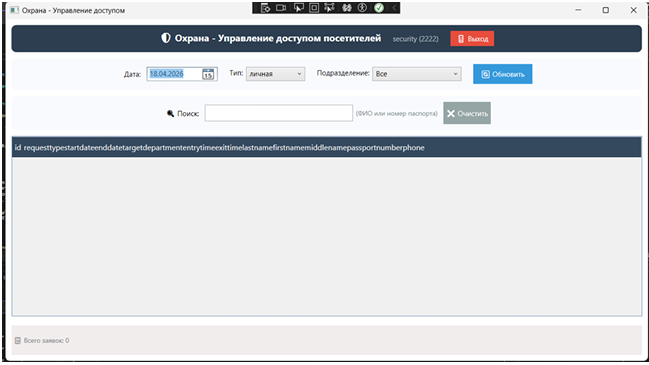 Охрана - Управление доступом
Охрана - Управление доступом посетителей security (2222) Выход
Дата: 18.04.2026 15 Тип: личная Подразделение: Все Обновить
Поиск: (ФИО или номер паспорта) Очистить
id requesttypestartdateenddatetargetdepartmententrytimeexittimelastnamefirstnamemiddlenamepassportnumberphone
Всего заявок: 0